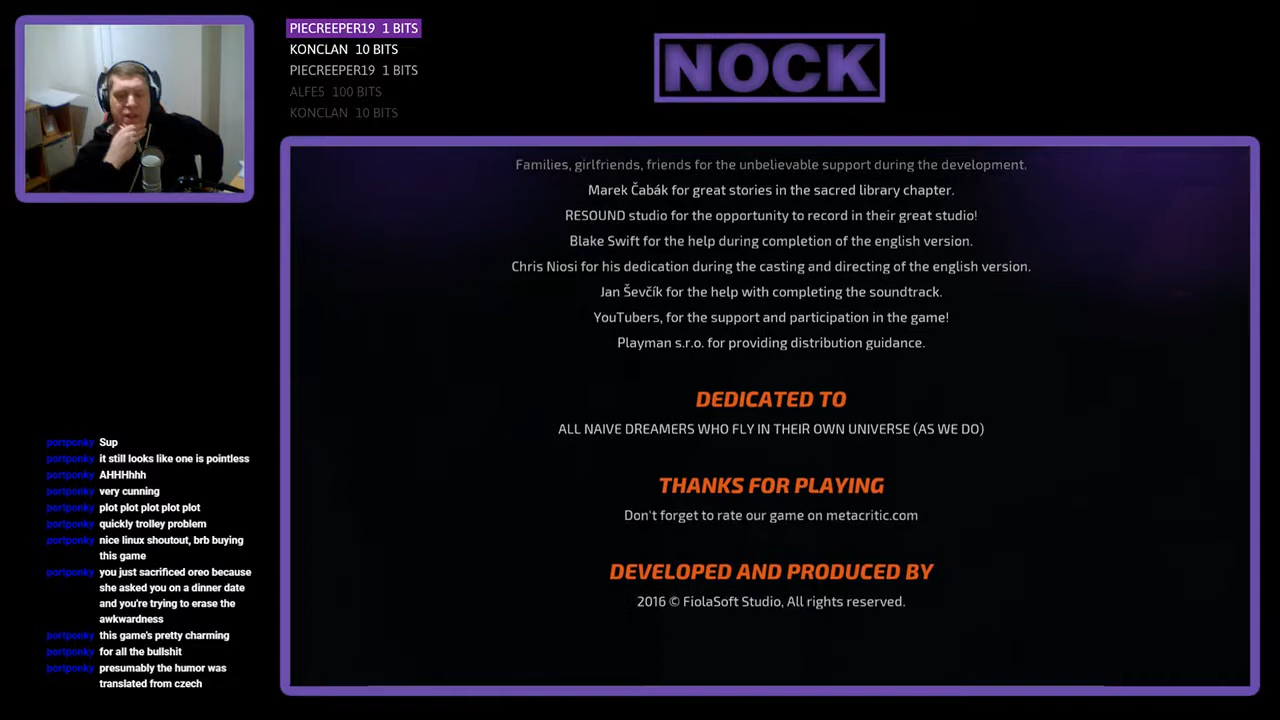 PIECREEPER19 1 BITS
KONCLAN 10 BITS
PIECREEPER19 1 BITS
ALFE5 100 BITS
KONCLAN 10 BITS
NOCK
Families, girlfriends, friends for the unbelievable support during the development.
Marek Čabák for great stories in the sacred library chapter.
RESOUND studio for the opportunity to record in their great studio!
Blake Swift for the help during completion of the english version.
Chris Niosi for his dedication during the casting and directing of the english version.
Jan Ševčík for the help with completing the soundtrack.
YouTubers, for the support and participation in the game!
Playman s.r.o. for providing distribution guidance.
DEDICATED TO
ALL NAIVE DREAMERS WHO FLY IN THEIR OWN UNIVERSE (AS WE DO)
THANKS FOR PLAYING
Don't forget to rate our game on metacritic.com
DEVELOPED AND PRODUCED BY
2016 © FiolaSoft Studio, All rights reserved.
portponky Sup
portponky it still looks like one is pointless
portponky AHHHhhh
portponky very cunning
portponky plot plot plot plot plot
portponky quickly trolley problem
portponky nice linux shoutout, brb buying
this game
portponky you just sacrificed oreo because
she asked you on a dinner date
and you're trying to erase the
awkwardness
portponky this game's pretty charming
portponky for all the bullshit
portponky presumably the humor was
translated from czech